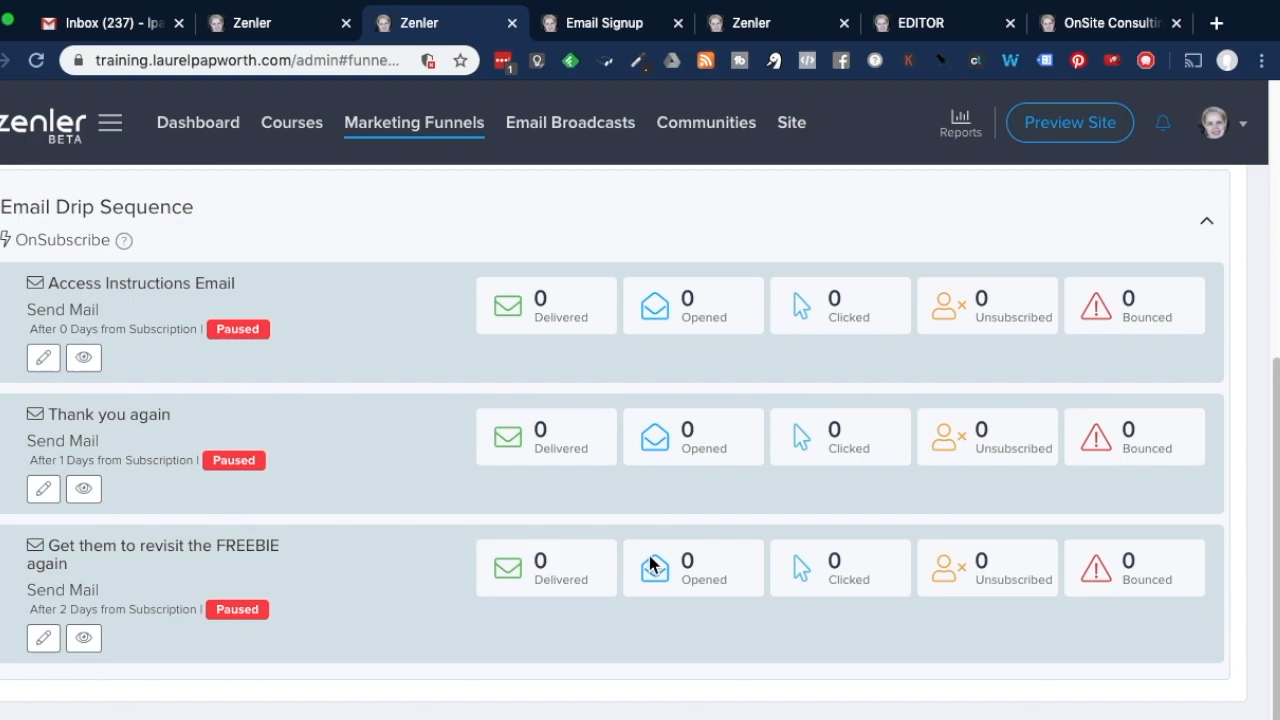 Inbox (237) - lpa
Zenler
Zenler
Email Signup
Zenler
EDITOR
OnSite Consultin
training.laurelpapworth.com/admin#funne...
1
zenler
BETA
Dashboard
Courses
Marketing Funnels
Email Broadcasts
Communities
Site
Reports
Preview Site
Email Drip Sequence
OnSubscribe ?
Access Instructions Email
Send Mail
After 0 Days from Subscription | Paused
0 Delivered
0 Opened
0 Clicked
0 Unsubscribed
0 Bounced
Thank you again
Send Mail
After 1 Days from Subscription | Paused
0 Delivered
0 Opened
0 Clicked
0 Unsubscribed
0 Bounced
Get them to revisit the FREEBIE
again
Send Mail
After 2 Days from Subscription | Paused
0 Delivered
0 Opened
0 Clicked
0 Unsubscribed
0 Bounced